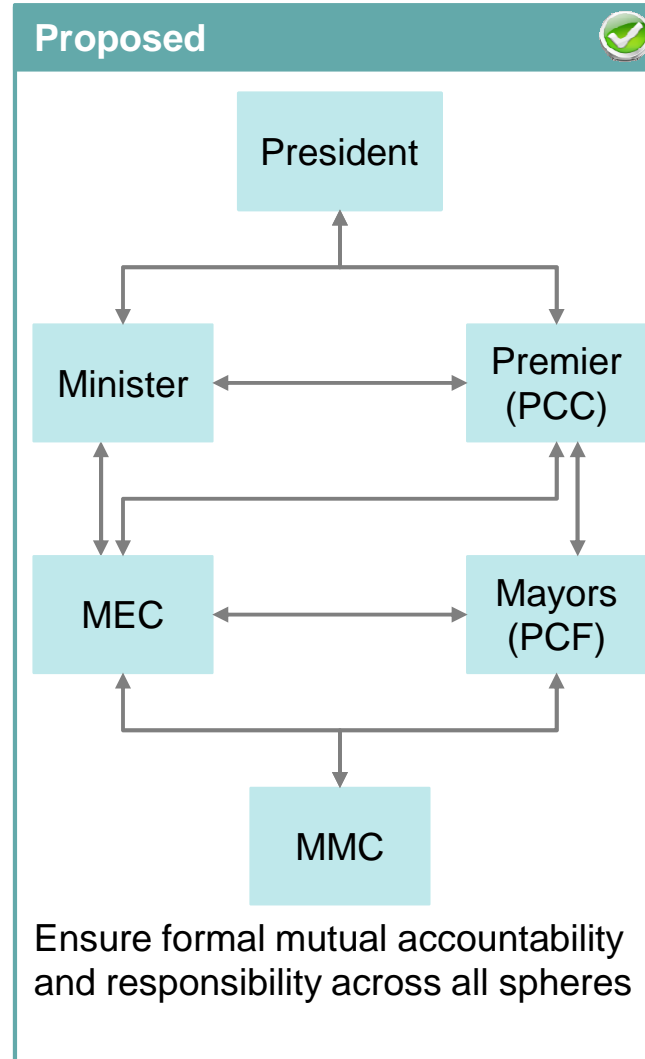 Proposed
President
Minister
Premier
(PCC)
MEC
Mayors
(PCF)
MMC
Ensure formal mutual accountability
and responsibility across all spheres